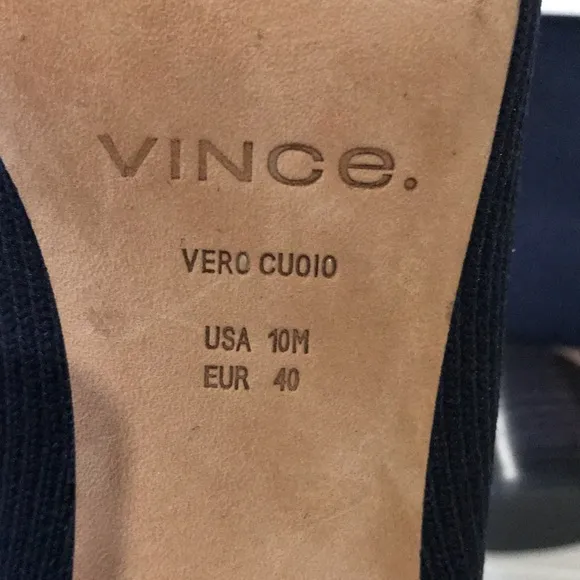 VINCe.
VERO CUOIO
USA 10M
EUR 40